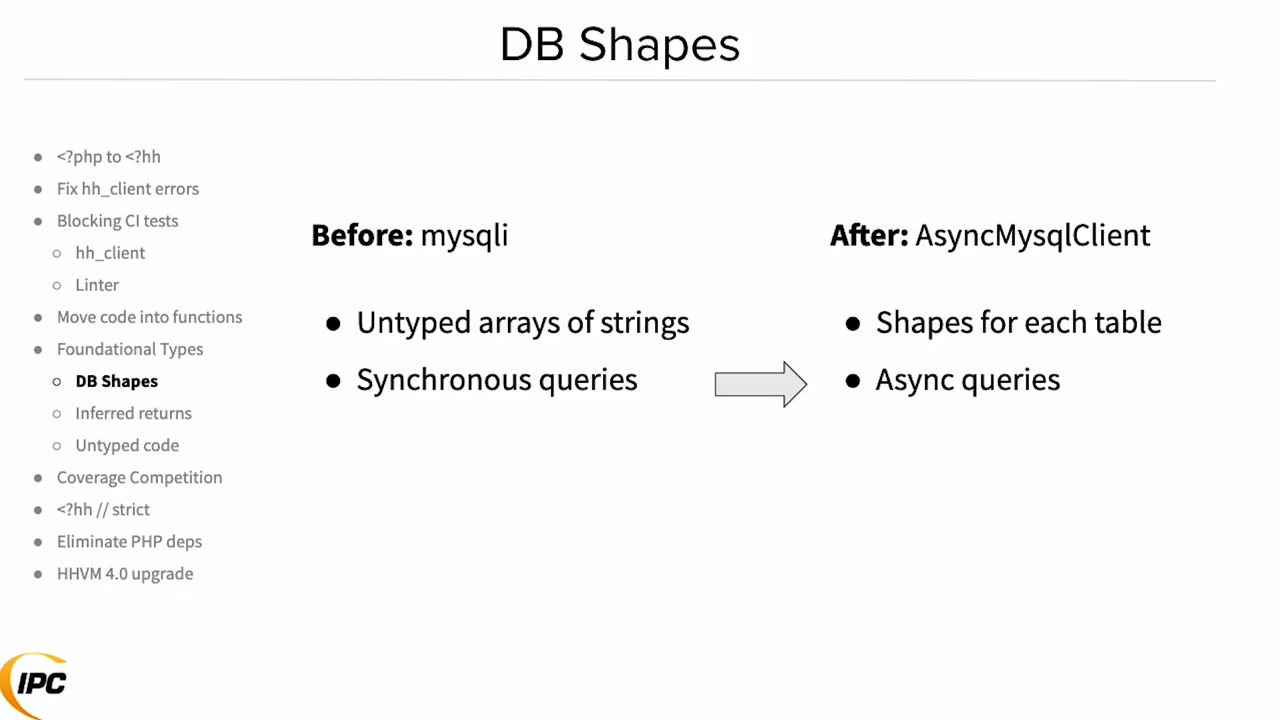 DB Shapes
● <?php to <?hh
● Fix hh_client errors
● Blocking CI tests
○ hh_client
○ Linter
● Move code into functions
● Foundational Types
○ DB Shapes
○ Inferred returns
○ Untyped code
● Coverage Competition
● <?hh // strict
● Eliminate PHP deps
● HHVM 4.0 upgrade
Before: mysqli
● Untyped arrays of strings
● Synchronous queries
After: AsyncMysqlClient
● Shapes for each table
● Async queries
IPC